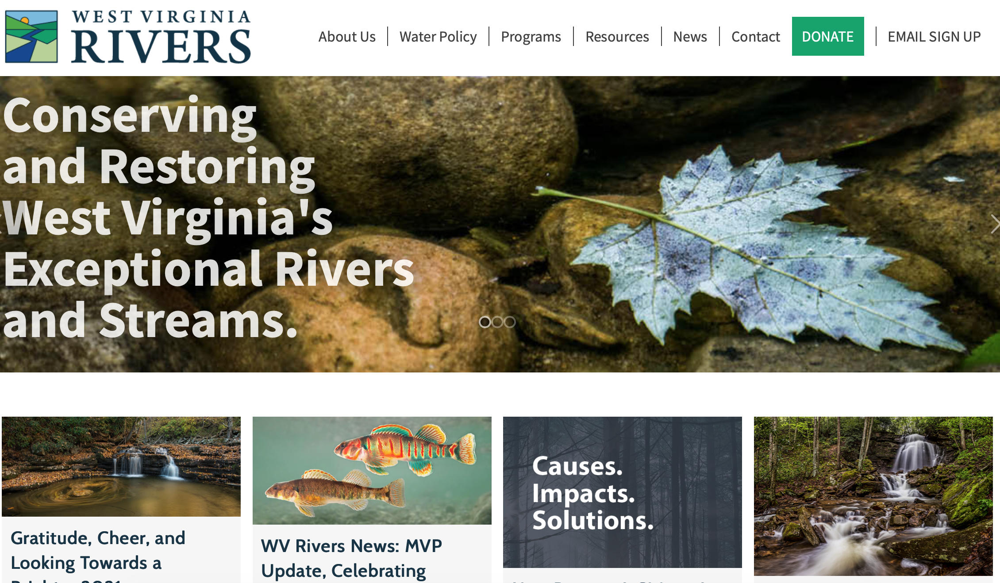 WEST VIRGINIA
RIVERS
About Us
Water Policy
Programs
Resources
News
Contact
DONATE
EMAIL SIGN UP
Conserving
and Restoring
West Virginia's
Exceptional Rivers
and Streams.
Gratitude, Cheer, and
Looking Towards a
WV Rivers News: MVP
Update, Celebrating
Causes.
Impacts.
Solutions.